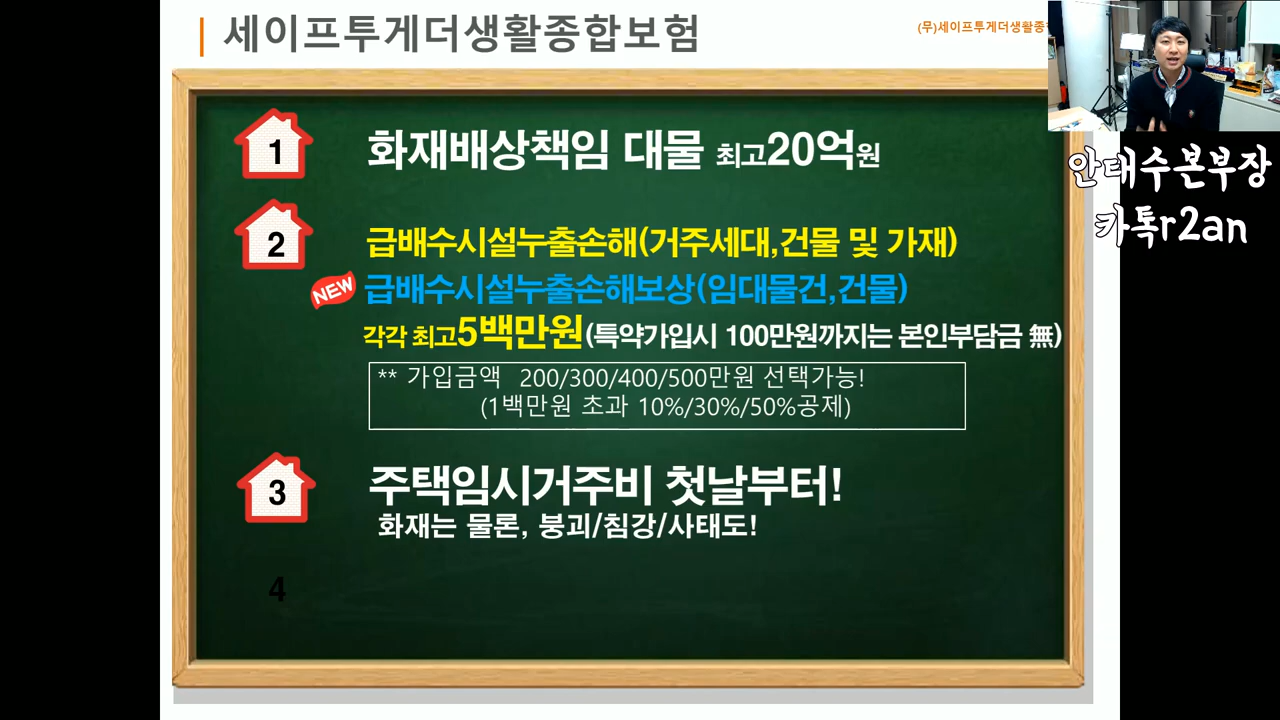 세이프투게더생활종합보험
(무)세이프투게더생활종
1 화재배상책임 대물 최고20억원
2 급배수시설누출손해(거주세대,건물 및 가재)
NEW 급배수시설누출손해보상(임대물건,건물)
각각 최고5백만원(특약가입시 100만원까지는 본인부담금 無)
** 가입금액 200/300/400/500만원 선택가능!
(1백만원 초과 10%/30%/50%공제)
3 주택임시거주비 첫날부터!
화재는 물론, 붕괴/침강/사태도!
4
안대수본부장
카톡r2an